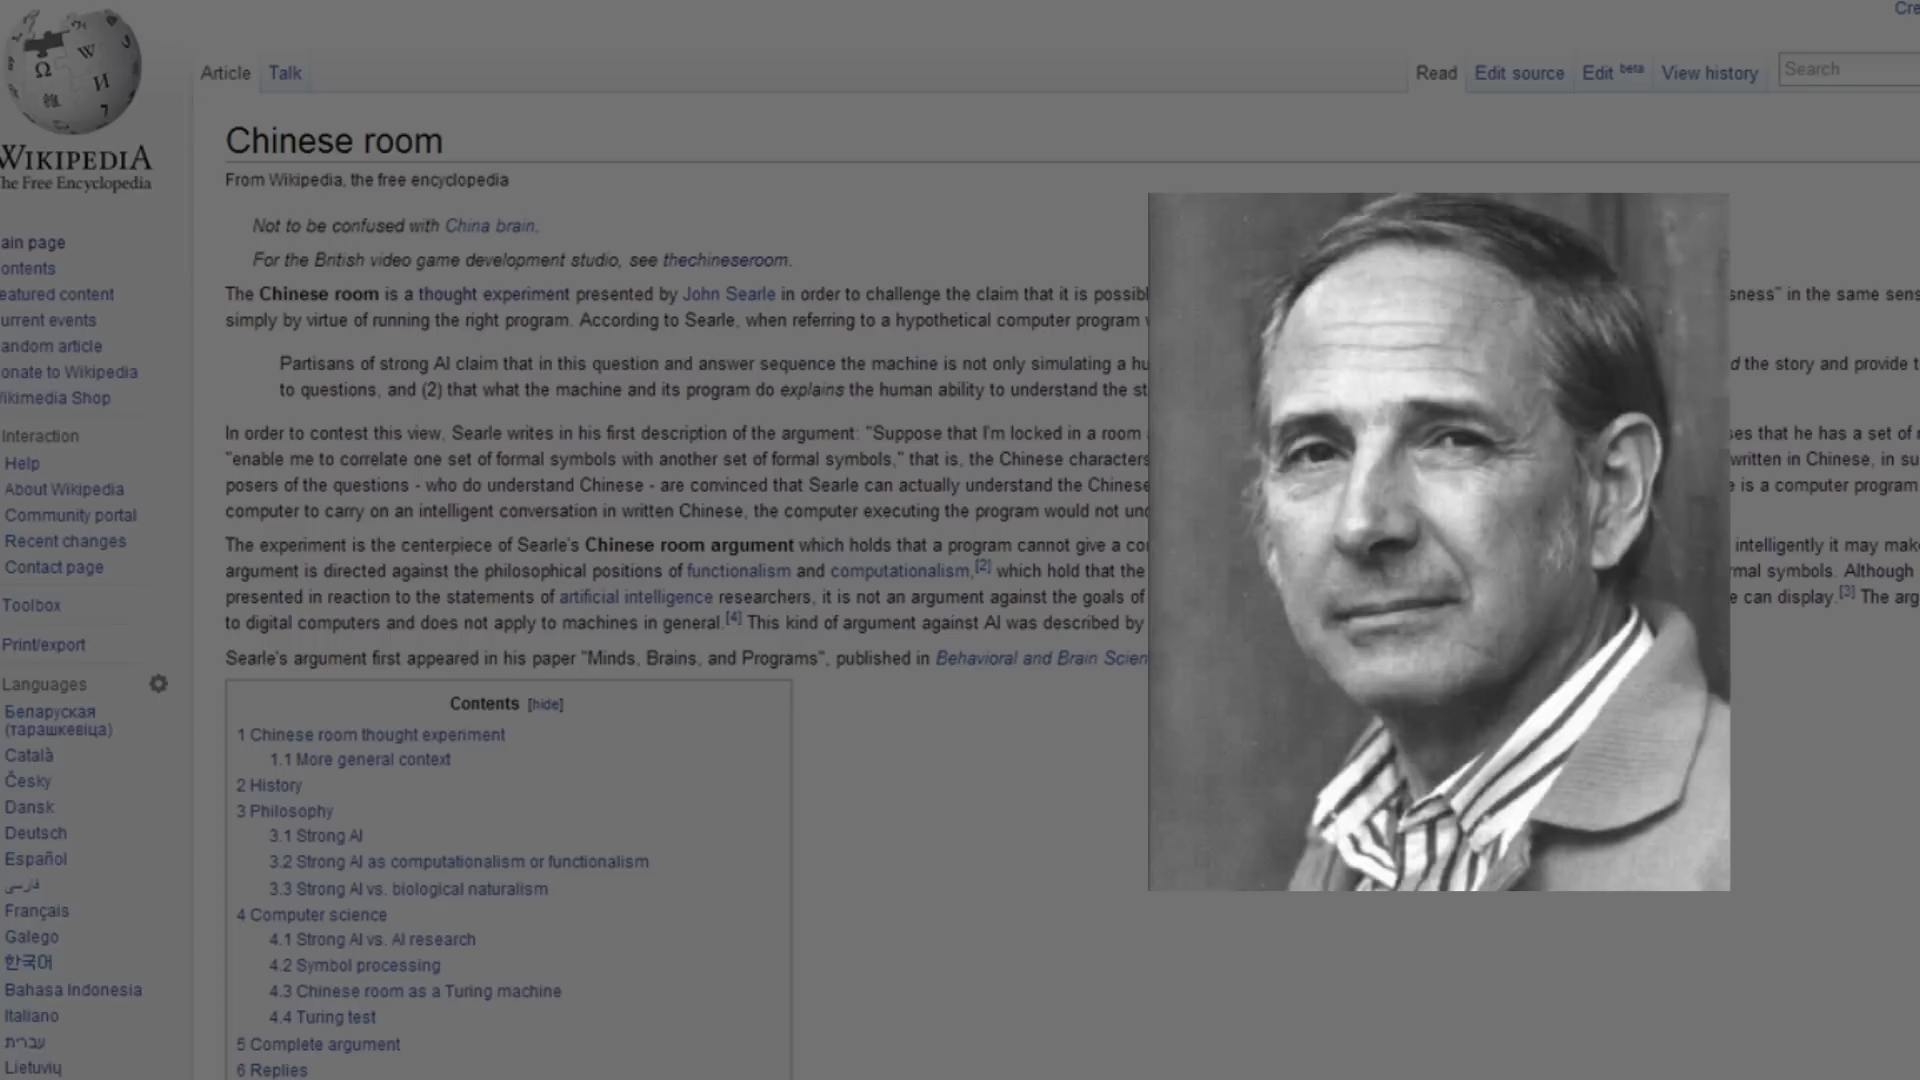 Cre
Article Talk
Read Edit source Edit beta View history Search
WIKIPEDIA
The Free Encyclopedia
Chinese room
From Wikipedia, the free encyclopedia
Not to be confused with China brain.
For the British video game development studio, see thechineseroom.
The Chinese room is a thought experiment presented by John Searle in order to challenge the claim that it is possibl
sness" in the same sens
simply by virtue of running the right program. According to Searle, when referring to a hypothetical computer program
Partisans of strong AI claim that in this question and answer sequence the machine is not only simulating a hu
d the story and provide t
to questions, and (2) that what the machine and its program do explains the human ability to understand the st
In order to contest this view, Searle writes in his first description of the argument: "Suppose that I'm locked in a room
ses that he has a set of
"enable me to correlate one set of formal symbols with another set of formal symbols," that is, the Chinese characters
written in Chinese, in su
posers of the questions - who do understand Chinese - are convinced that Searle can actually understand the Chinese
e is a computer program
computer to carry on an intelligent conversation in written Chinese, the computer executing the program would not und
The experiment is the centerpiece of Searle's Chinese room argument which holds that a program cannot give a co
intelligently it may mak
argument is directed against the philosophical positions of functionalism and computationalism,[2] which hold that the
rmal symbols. Although
presented in reaction to the statements of artificial intelligence researchers, it is not an argument against the goals of
e can display.[3] The arg
to digital computers and does not apply to machines in general.[4] This kind of argument against AI was described by
Searle's argument first appeared in his paper "Minds, Brains, and Programs", published in Behavioral and Brain Scien
Contents [hide]
1 Chinese room thought experiment
1.1 More general context
2 History
3 Philosophy
3.1 Strong AI
3.2 Strong AI as computationalism or functionalism
3.3 Strong AI vs. biological naturalism
4 Computer science
4.1 Strong AI vs. AI research
4.2 Symbol processing
4.3 Chinese room as a Turing machine
4.4 Turing test
5 Complete argument
6 Replies
ain page
ontents
eatured content
urrent events
andom article
onate to Wikipedia
ikimedia Shop
Interaction
Help
About Wikipedia
Community portal
Recent changes
Contact page
Toolbox
Print/export
Languages
Беларуская
(тарашкевіца)
Català
Česky
Dansk
Deutsch
Español
فارسی
Français
Galego
한국어
Bahasa Indonesia
Italiano
עברית
Lietuvių